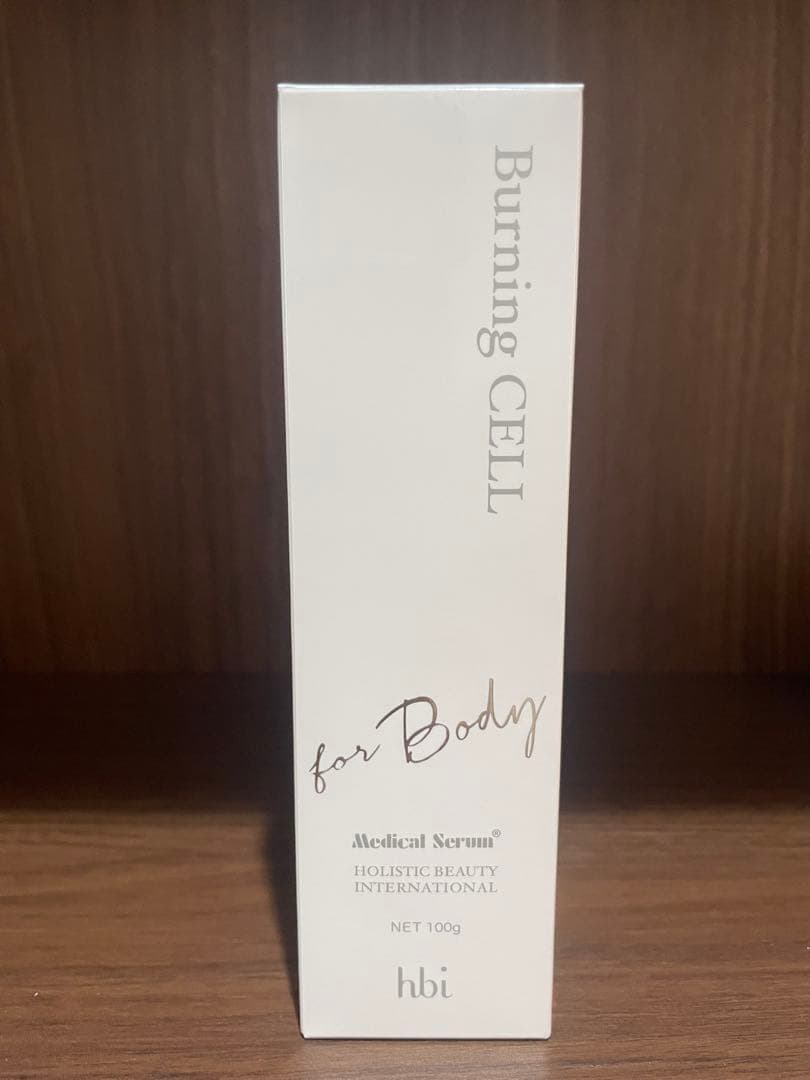 Burning CELL
for Body
Medical Serum®
HOLISTIC BEAUTY
INTERNATIONAL
NET 100g
hbi